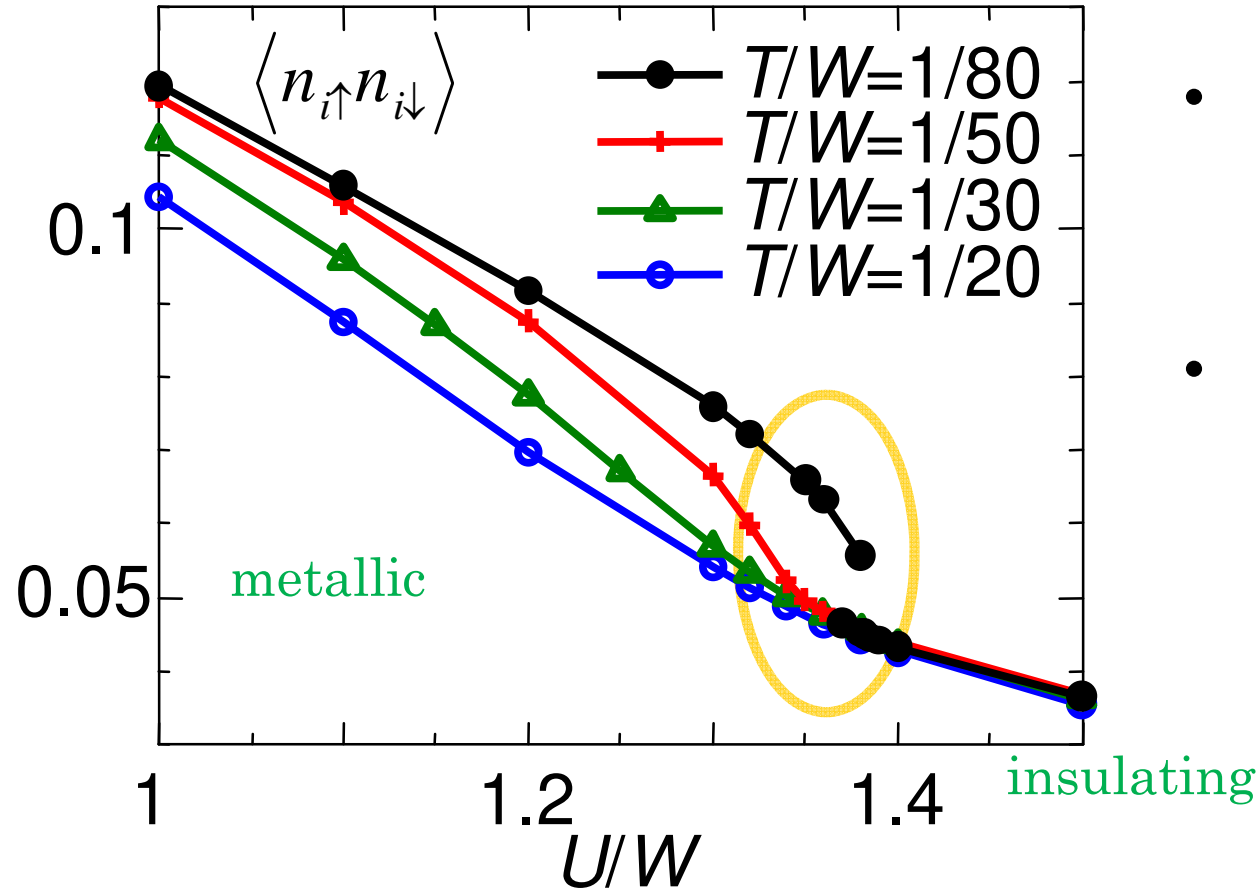 ⟨n_{i↑}n_{i↓}⟩
T/W=1/80
T/W=1/50
T/W=1/30
T/W=1/20
0.1
0.05
metallic
insulating
1
1.2
1.4
U/W
•
•